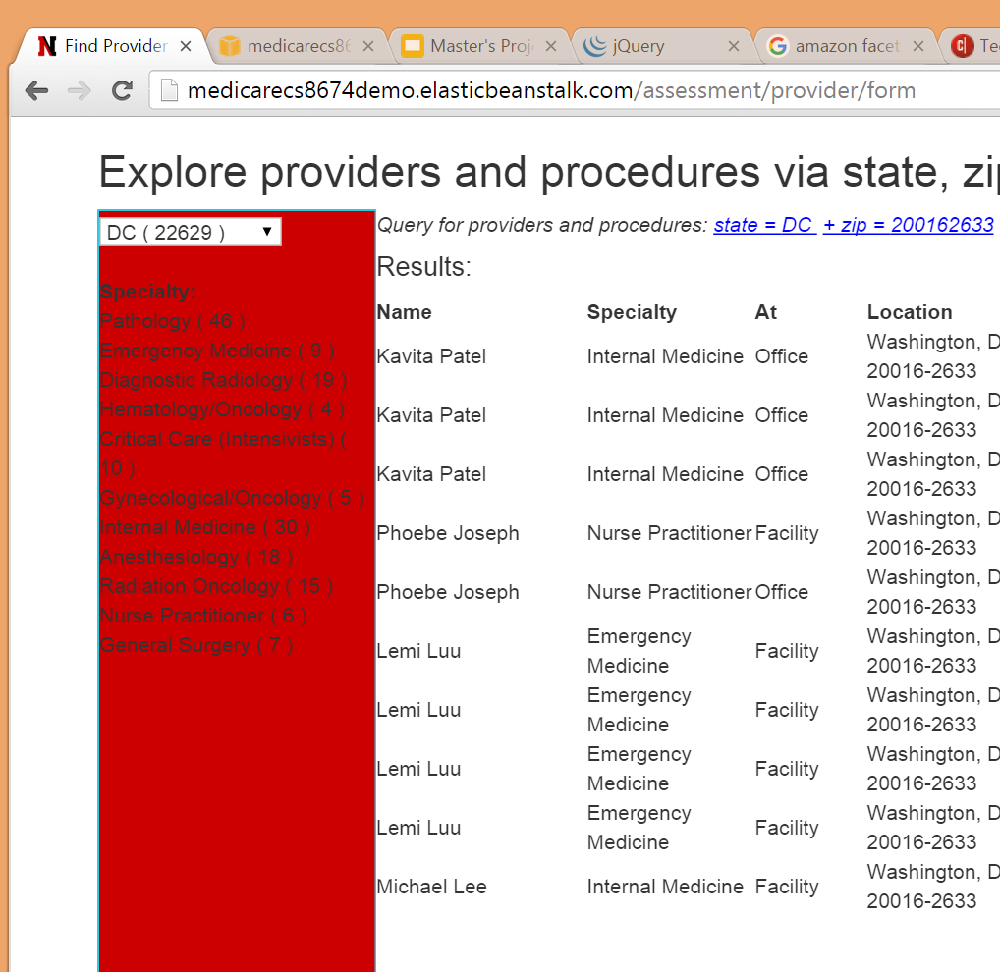 Find Provider
medicarecs86
Master's Proj
jQuery
amazon facet
Te
medicarecs8674demo.elasticbeanstalk.com/assessment/provider/form
Explore providers and procedures via state, zip
DC ( 22629 )
Specialty:
Pathology ( 46 )
Emergency Medicine ( 9 )
Diagnostic Radiology ( 19 )
Hematology/Oncology ( 4 )
Critical Care (Intensivists) (
10 )
Gynecological/Oncology ( 5 )
Internal Medicine ( 30 )
Anesthesiology ( 18 )
Radiation Oncology ( 15 )
Nurse Practitioner ( 6 )
General Surgery ( 7 )
Query for providers and procedures: state = DC + zip = 200162633
Results:
Name Specialty At Location
Kavita Patel Internal Medicine Office Washington, D
20016-2633
Kavita Patel Internal Medicine Office Washington, D
20016-2633
Kavita Patel Internal Medicine Office Washington, D
20016-2633
Phoebe Joseph Nurse Practitioner Facility Washington, D
20016-2633
Phoebe Joseph Nurse Practitioner Office Washington, D
20016-2633
Lemi Luu Emergency Medicine Facility Washington, D
20016-2633
Lemi Luu Emergency Medicine Facility Washington, D
20016-2633
Lemi Luu Emergency Medicine Facility Washington, D
20016-2633
Lemi Luu Emergency Medicine Facility Washington, D
20016-2633
Michael Lee Internal Medicine Facility Washington, D
20016-2633